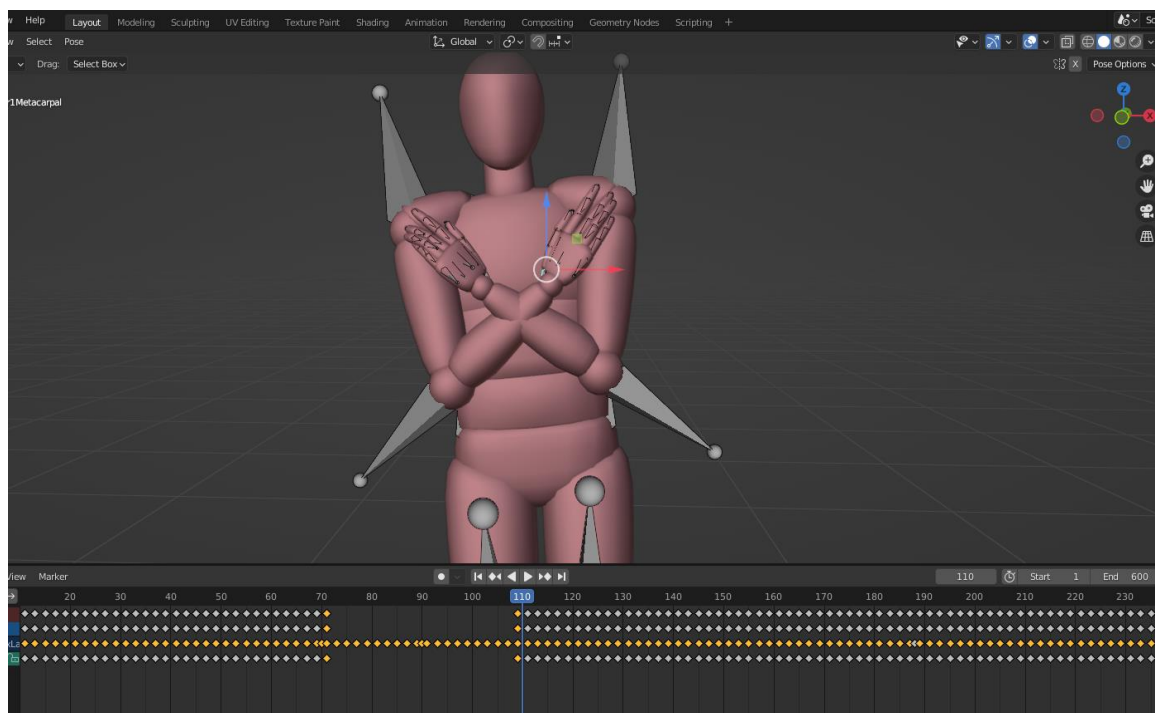 Help Layout Modeling Sculpting UV Editing Texture Paint Shading Animation Rendering Compositing Geometry Nodes Scripting +
Select Pose Global
Drag: Select Box X Pose Options
1Metacarpal
Z
X
View Marker 110 Start 1 End 600
20 30 40 50 60 70 80 90 100 110 120 130 140 150 160 170 180 190 200 210 220 230